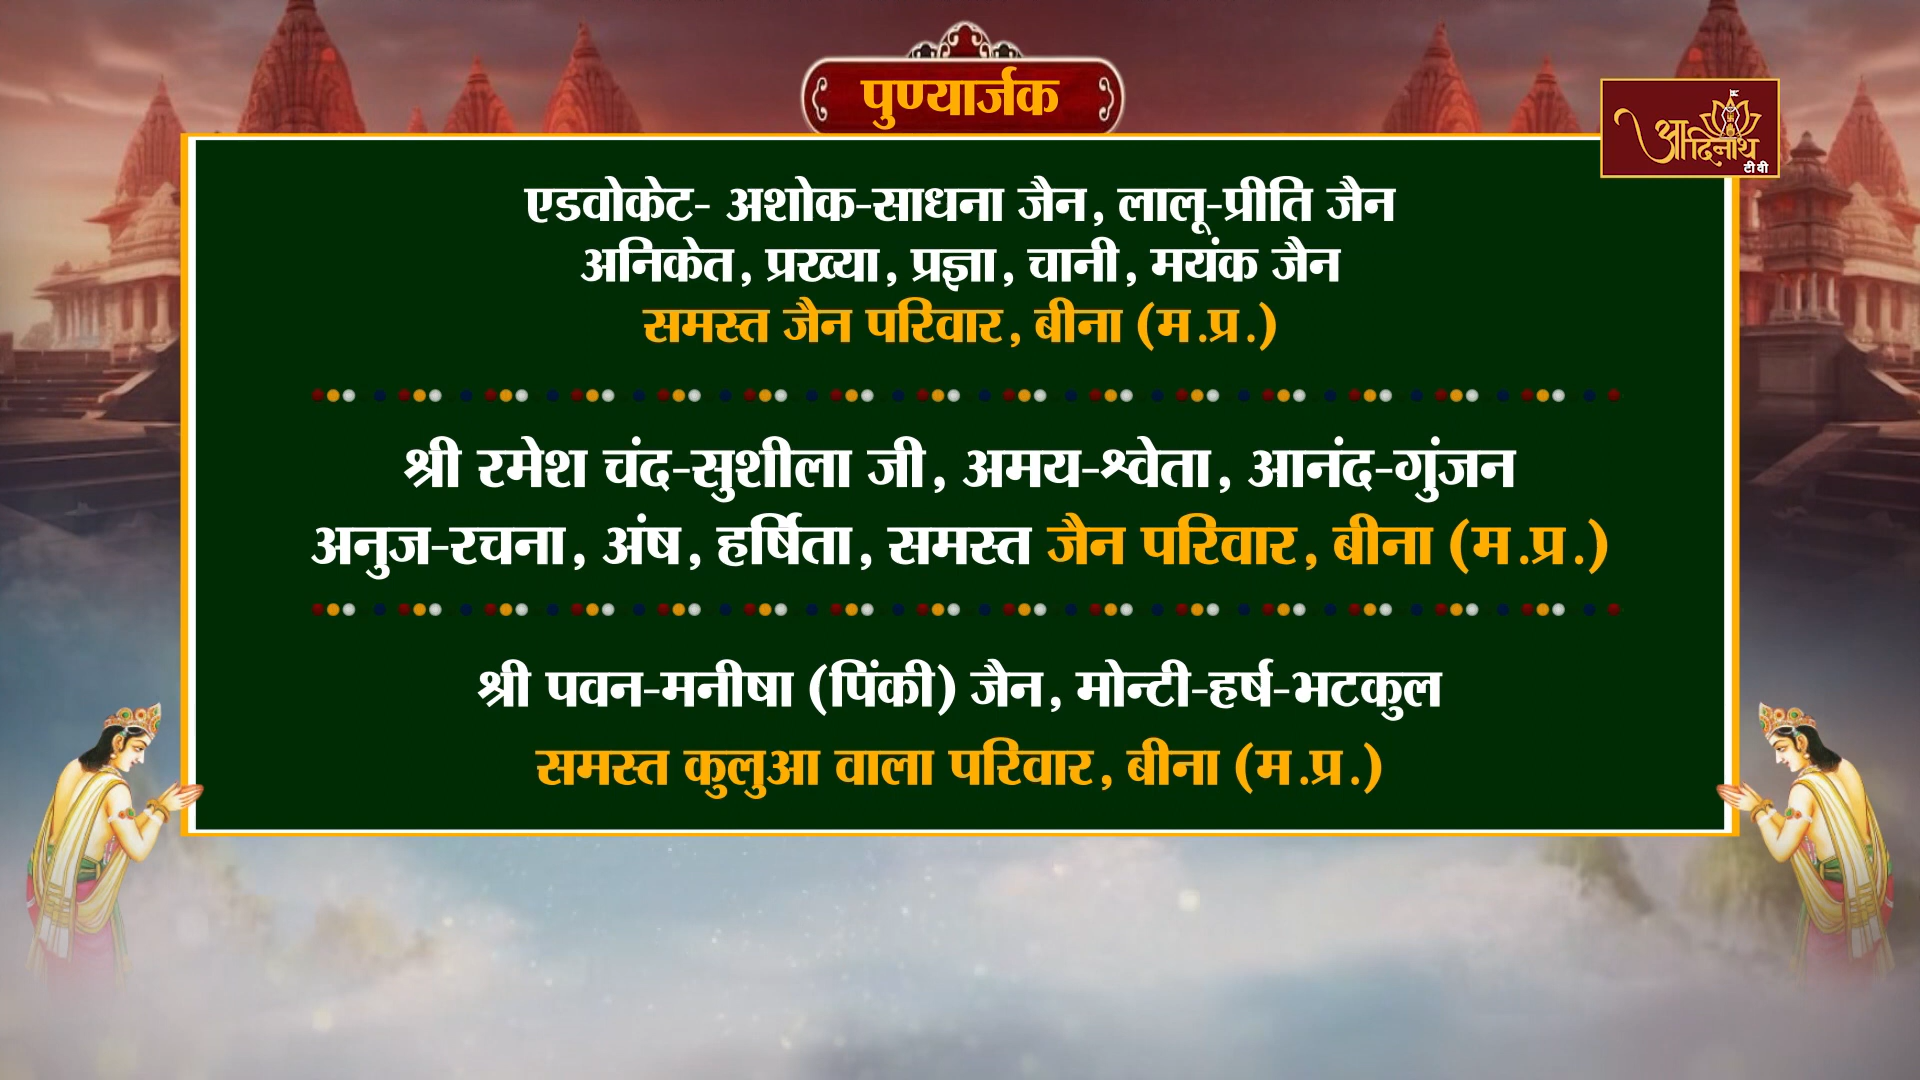 पुण्यार्जक
आदिनाथ
टीवी
एडवोकेट- अशोक-साधना जैन, लालू-प्रीति जैन
अनिकेत, प्रख्या, प्रज्ञा, चानी, मयंक जैन
समस्त जैन परिवार, बीना (म.प्र.)
श्री रमेश चंद-सुशीला जी, अमय-श्वेता, आनंद-गुंजन
अनुज-रचना, अंष, हर्षिता, समस्त जैन परिवार, बीना (म.प्र.)
श्री पवन-मनीषा (पिंकी) जैन, मोन्टी-हर्ष-भटकुल
समस्त कुलुआ वाला परिवार, बीना (म.प्र.)